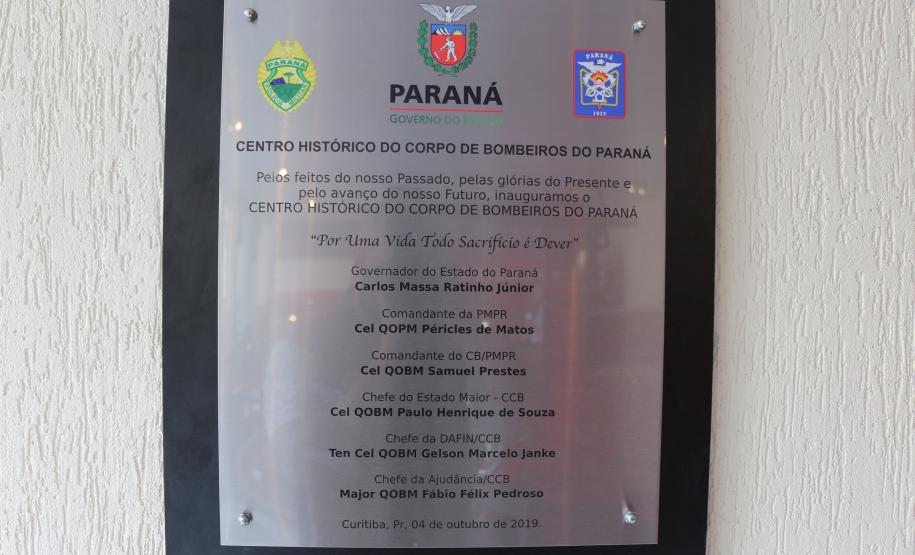 PARANÁ
PARANÁ
1912
PARANÁ
GOVERNO DO ESTADO
CENTRO HISTÓRICO DO CORPO DE BOMBEIROS DO PARANÁ
Pelos feitos do nosso Passado, pelas glórias do Presente e
pelo avanço do nosso Futuro, inauguramos o
CENTRO HISTÓRICO DO CORPO DE BOMBEIROS DO PARANÁ
"Por Uma Vida Todo Sacrifício é Dever"
Governador do Estado do Paraná
Carlos Massa Ratinho Júnior
Comandante da PMPR
Cel QOPM Péricles de Matos
Comandante do CB/PMPR
Cel QOBM Samuel Prestes
Chefe do Estado Maior - CCB
Cel QOBM Paulo Henrique de Souza
Chefe da DAFIN/CCB
Ten Cel QOBM Gelson Marcelo Janke
Chefe da Ajudância/CCB
Major QOBM Fábio Félix Pedroso
Curitiba, Pr, 04 de outubro de 2019.